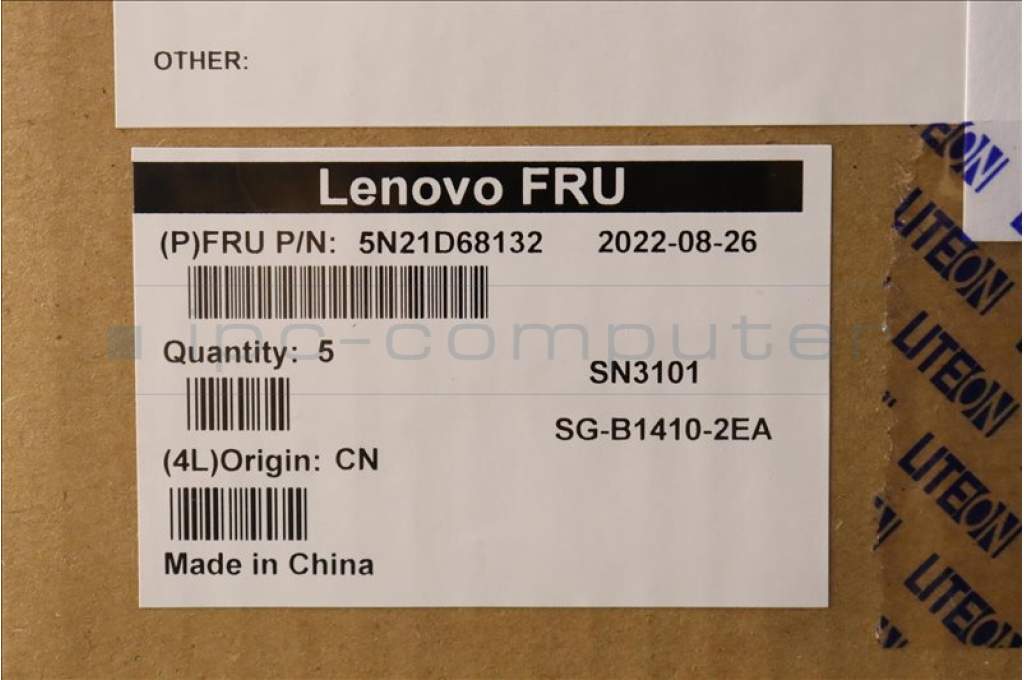 OTHER:
Lenovo FRU
(P)FRU P/N: 5N21D68132 2022-08-26
ipc-computer
Quantity: 5
SN3101
SG-B1410-2EA
(4L)Origin: CN
Made in China
LITEON
LITEON
LITEON
LITEON